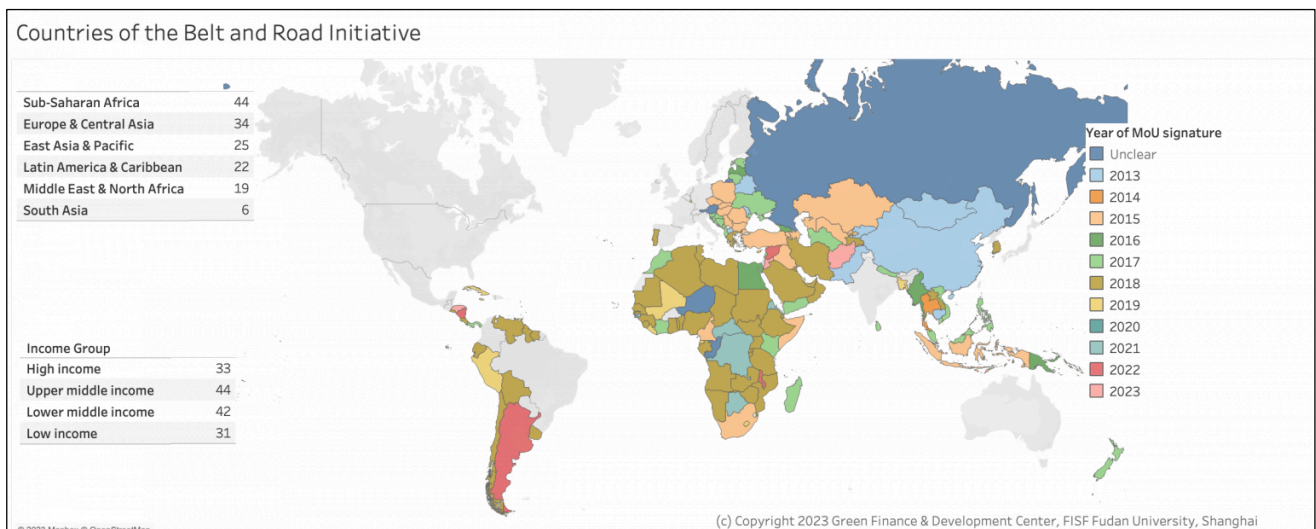 Countries of the Belt and Road Initiative
Sub-Saharan Africa 44
Europe & Central Asia 34
East Asia & Pacific 25
Latin America & Caribbean 22
Middle East & North Africa 19
South Asia 6
Income Group
High income 33
Upper middle income 44
Lower middle income 42
Low income 31
Year of MoU signature
Unclear
2013
2014
2015
2016
2017
2018
2019
2020
2021
2022
2023
© 2023 Mapbox © OpenStreetMap
(c) Copyright 2023 Green Finance & Development Center, FISF Fudan University, Shanghai